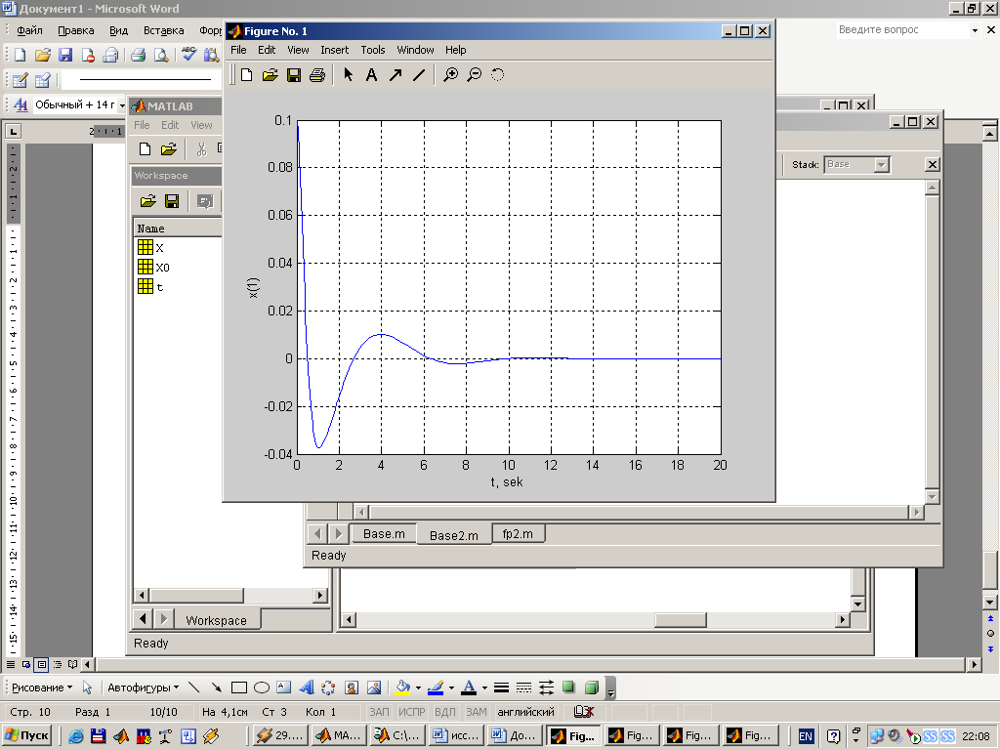 Документ1 - Microsoft Word
Файл Правка Вид Вставка Фор
Введите вопрос
Обычный + 14 г
Figure No. 1
File Edit View Insert Tools Window Help
MATLAB
File Edit View
Workspace
Name
X
X0
t
Workspace
Ready
0.1
0.08
0.06
0.04
0.02
0
-0.02
-0.04
x(1)
0 2 4 6 8 10 12 14 16 18 20
t, sek
Stack: Base
Base.m Base2.m fp2.m
Ready
Рисование Автофигуры
Стр. 10 Разд 1 10/10 На 4,1см Ст 3 Кол 1 ЗАП ИСПР ВДЛ ЗАМ английский
Пуск 29.... MA... C:\... исс... До... Fig... Fig... Fig... Fig... EN 22:08